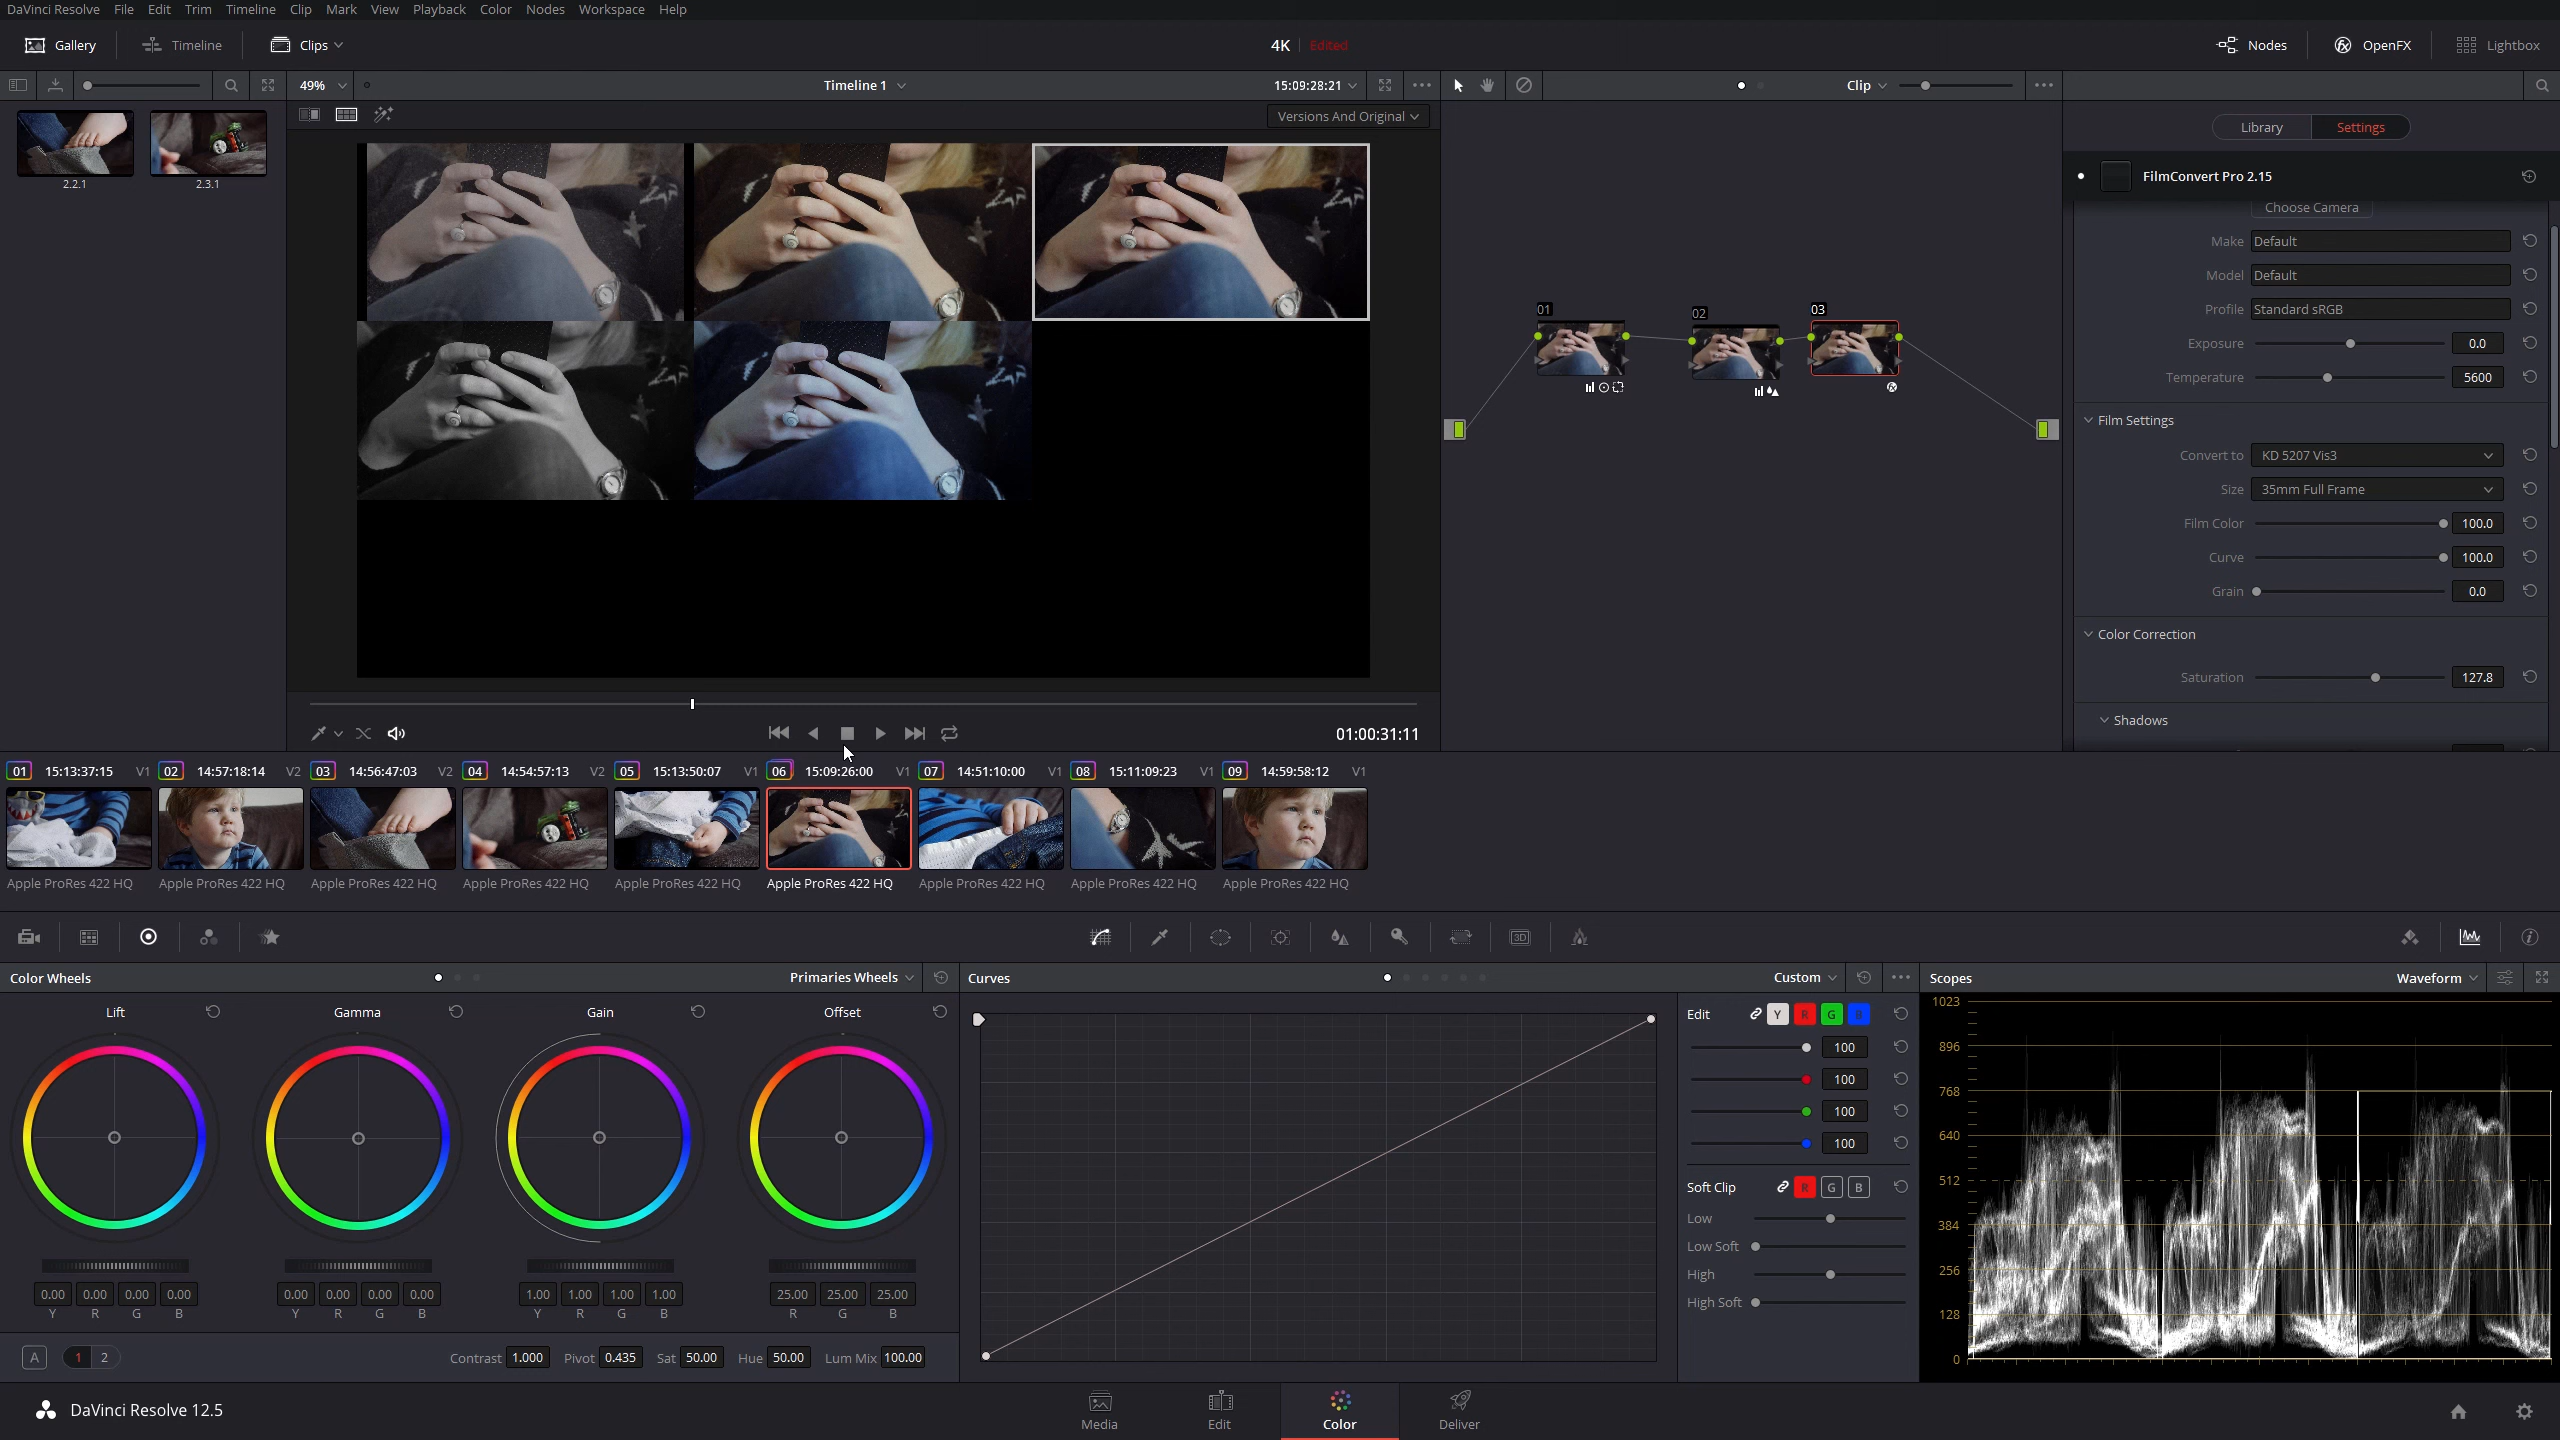 DaVinci Resolve File Edit Trim Timeline Clip Mark View Playback Color Nodes Workspace Help
Gallery Timeline Clips 4K Edited Nodes OpenFX Lightbox
49% Timeline 1 15:09:28:21 Clip
Versions And Original
Library Settings
2.2.1 2.3.1
FilmConvert Pro 2.15
Choose Camera
Make Default
Model Default
Profile Standard sRGB
Exposure 0.0
Temperature 5600
Film Settings
Convert to KD 5207 Vis3
Size 35mm Full Frame
Film Color 100.0
Curve 100.0
Grain 0.0
Color Correction
Saturation 127.8
Shadows
01 02 03
01:00:31:11
01 15:13:37:15 V1 02 14:57:18:14 V2 03 14:56:47:03 V2 04 14:54:57:13 V2 05 15:13:50:07 V1 06 15:09:26:00 V1 07 14:51:10:00 V1 08 15:11:09:23 V1 09 14:59:58:12 V1
Apple ProRes 422 HQ Apple ProRes 422 HQ Apple ProRes 422 HQ Apple ProRes 422 HQ Apple ProRes 422 HQ Apple ProRes 422 HQ Apple ProRes 422 HQ Apple ProRes 422 HQ Apple ProRes 422 HQ
3D
Color Wheels Primaries Wheels
Lift Gamma Gain Offset
0.00 0.00 0.00 0.00 0.00 0.00 0.00 0.00 1.00 1.00 1.00 1.00 25.00 25.00 25.00
Y R G B Y R G B Y R G B R G B
A 1 2 Contrast 1.000 Pivot 0.435 Sat 50.00 Hue 50.00 Lum Mix 100.00
Curves Custom
Edit Y R G B
100
100
100
100
Soft Clip R G B
Low
Low Soft
High
High Soft
Scopes Waveform
1023
896
768
640
512
384
256
128
0
DaVinci Resolve 12.5
Media Edit Color Deliver